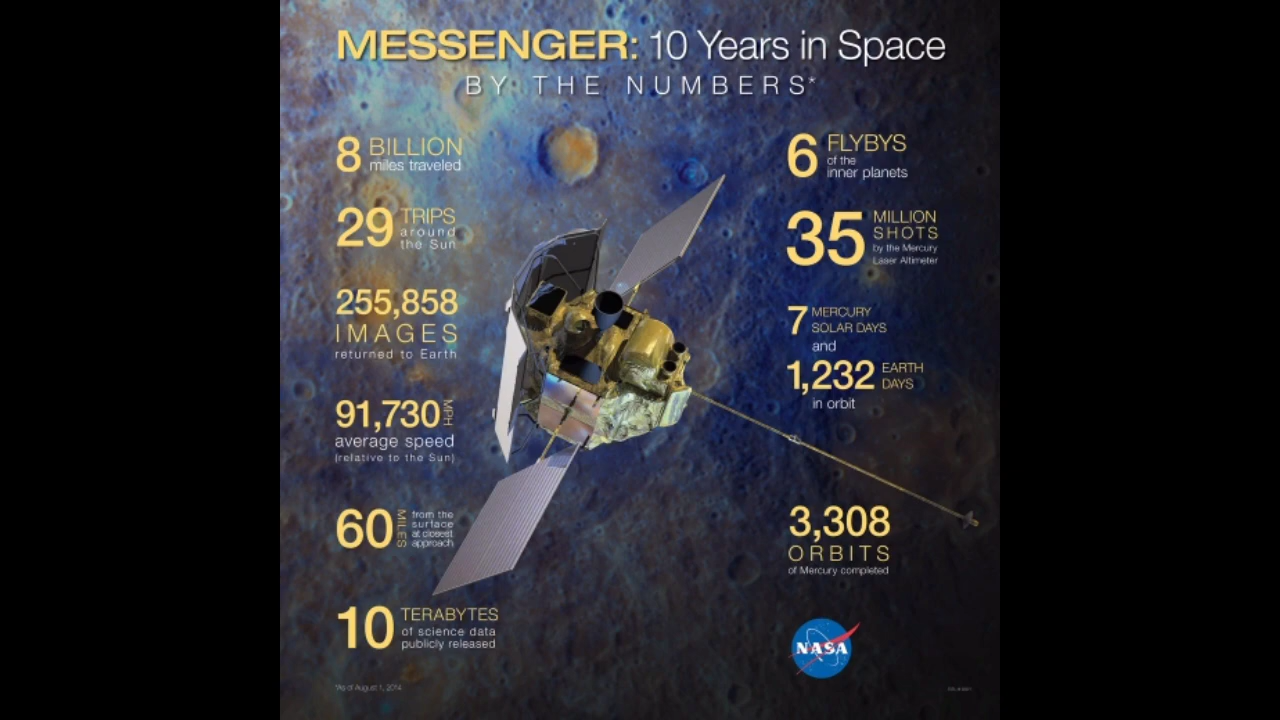 MESSENGER: 10 Years in Space
BY THE NUMBERS*
8 BILLION
miles traveled
29 TRIPS
around
the Sun
255,858
IMAGES
returned to Earth
91,730 MPH
average speed
(relative to the Sun)
60 MILES
from the
surface
at closest
approach
10 TERABYTES
of science data
publicly released
*As of August 1, 2014
6 FLYBYS
of the
inner planets
35 MILLION
SHOTS
by the Mercury
Laser Altimeter
7 MERCURY
SOLAR DAYS
and
1,232 EARTH
DAYS
in orbit
3,308
ORBITS
of Mercury completed
NASA